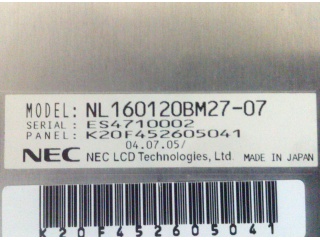 MODEL: NL160120BM27-07
SERIAL: ES4710002
PANEL: K20F452605041
04.07.05/
NEC NEC LCD Technologies, Ltd. MADE IN JAPAN
K20F452605041